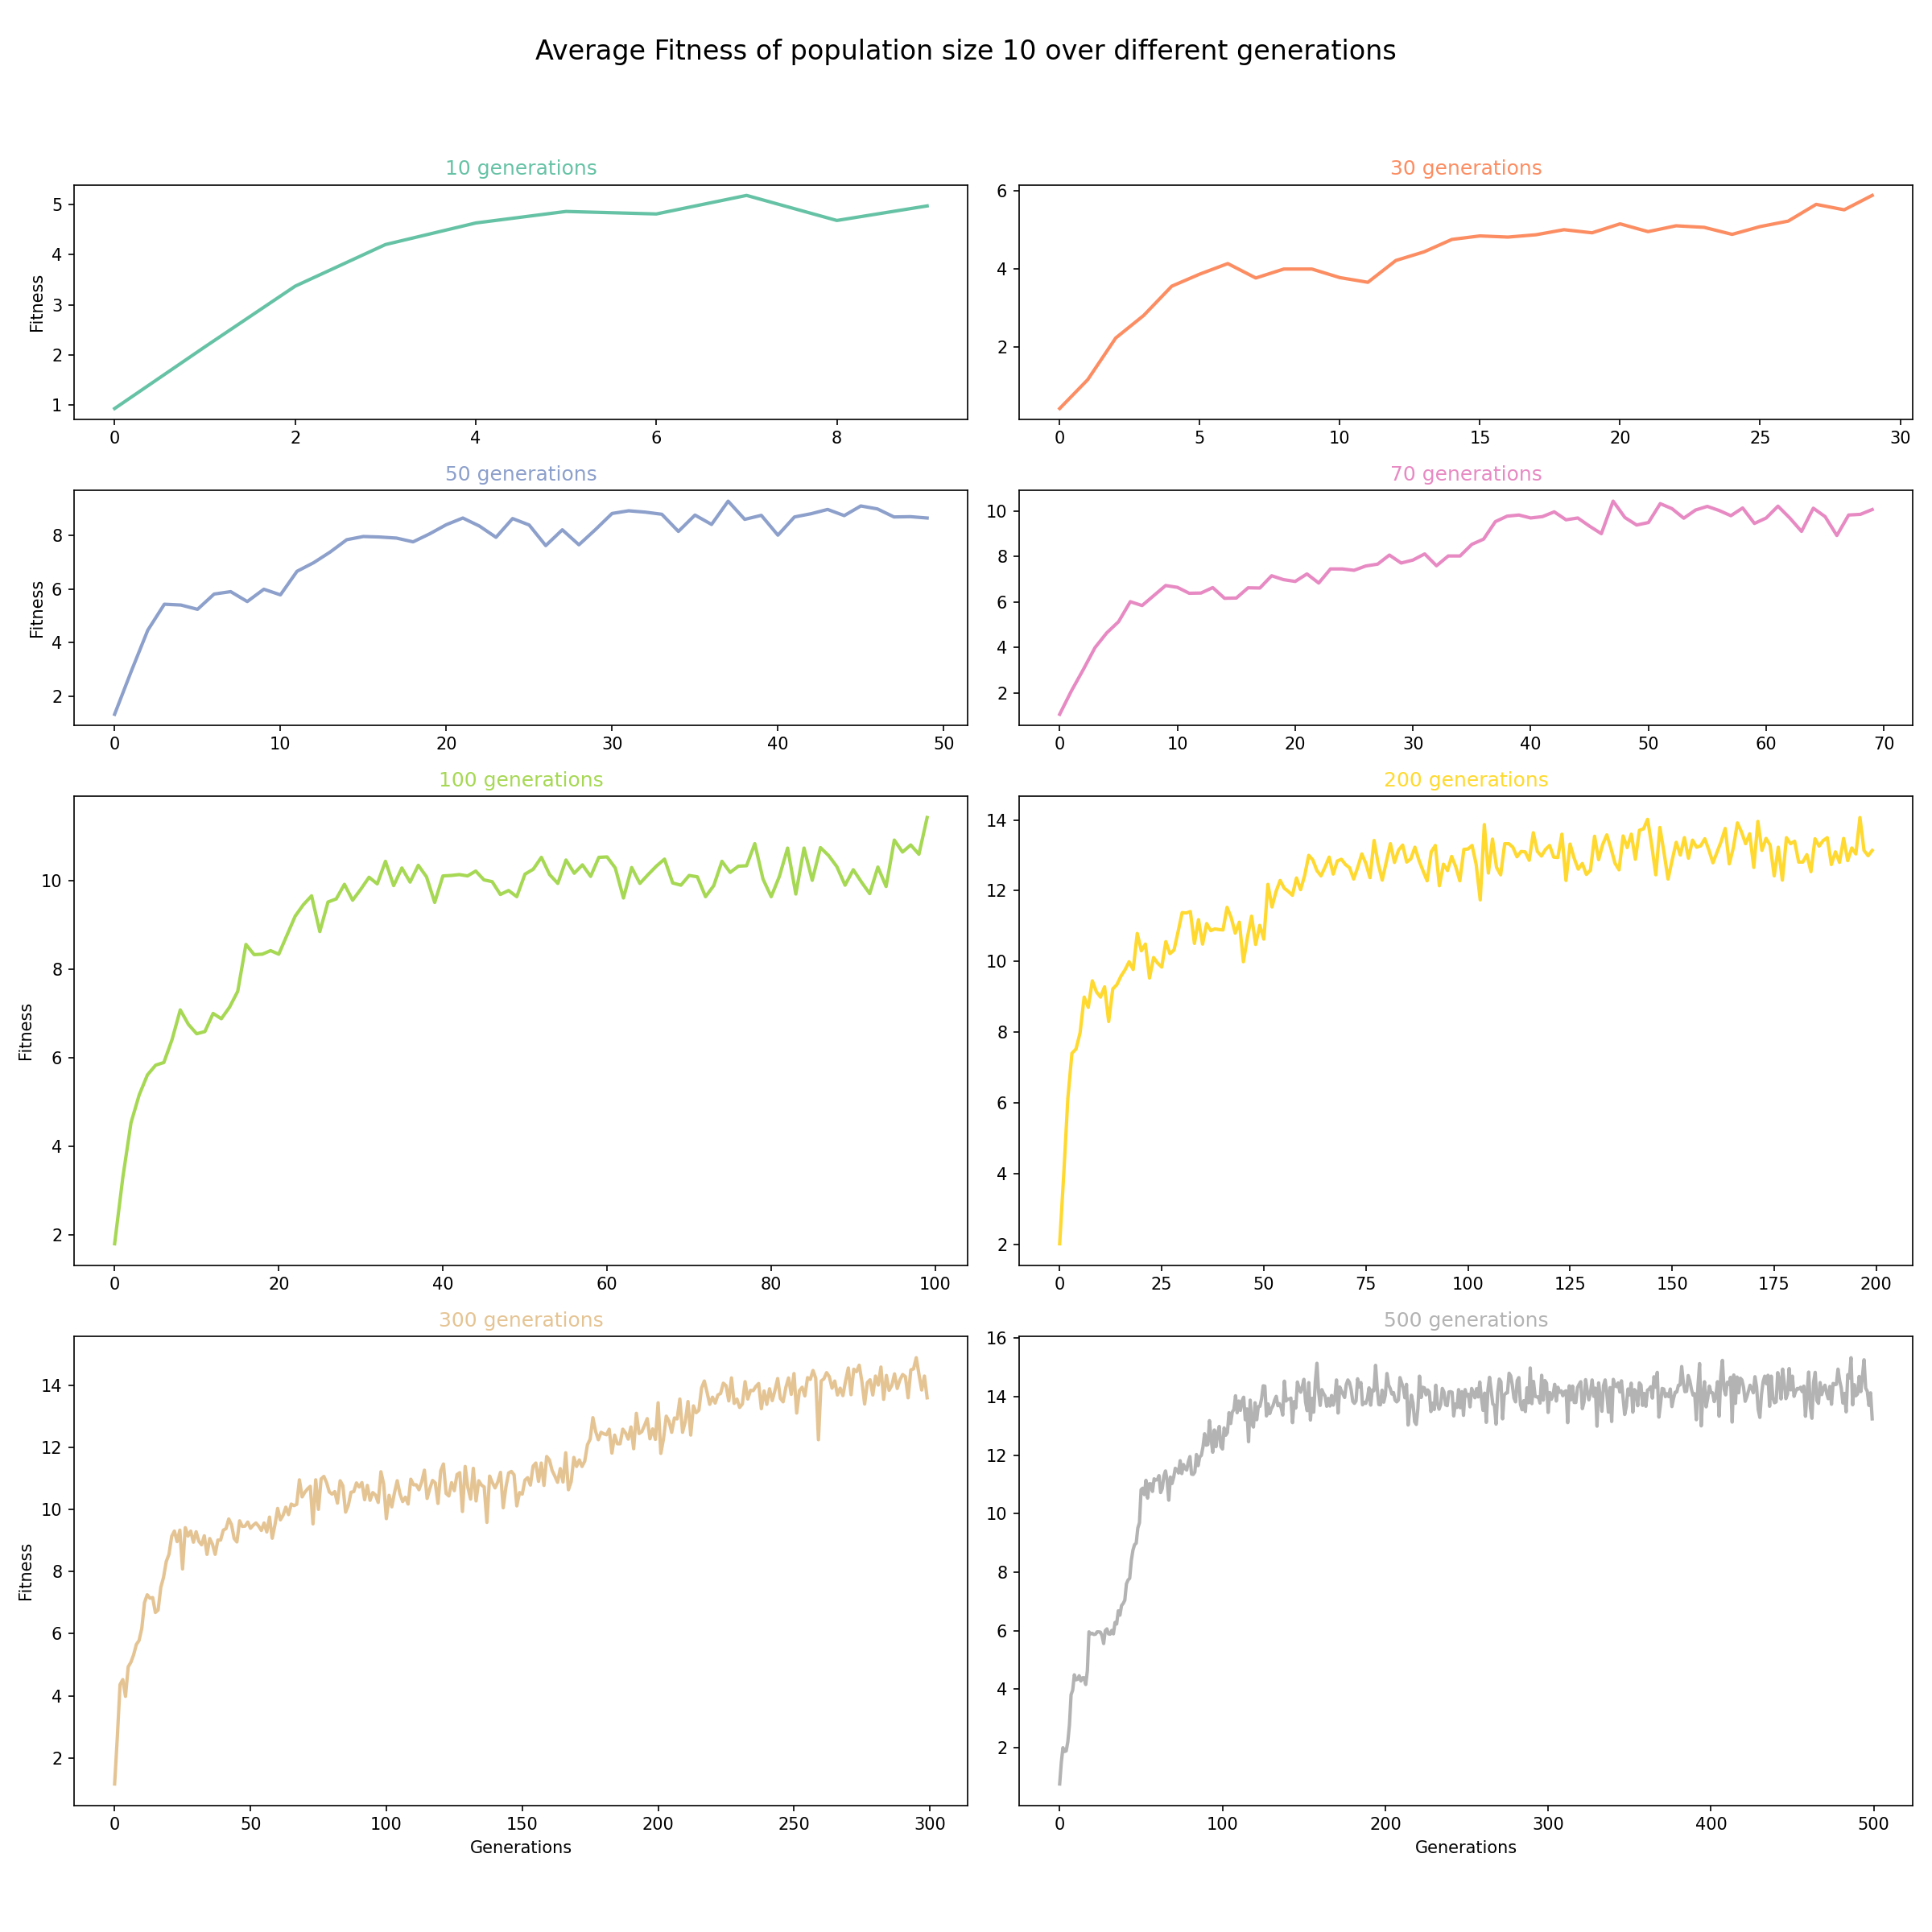 Average Fitness of population size 10 over different generations
10 generations
30 generations
5
4
3
2
1
Fitness
0 2 4 6 8
6
4
2
0 5 10 15 20 25 30
50 generations
70 generations
8
6
4
2
Fitness
0 10 20 30 40 50
10
8
6
4
2
0 10 20 30 40 50 60 70
100 generations
200 generations
10
8
6
4
2
Fitness
0 20 40 60 80 100
14
12
10
8
6
4
2
0 25 50 75 100 125 150 175 200
300 generations
500 generations
14
12
10
8
6
4
2
Fitness
0 50 100 150 200 250 300
Generations
16
14
12
10
8
6
4
2
0 100 200 300 400 500
Generations